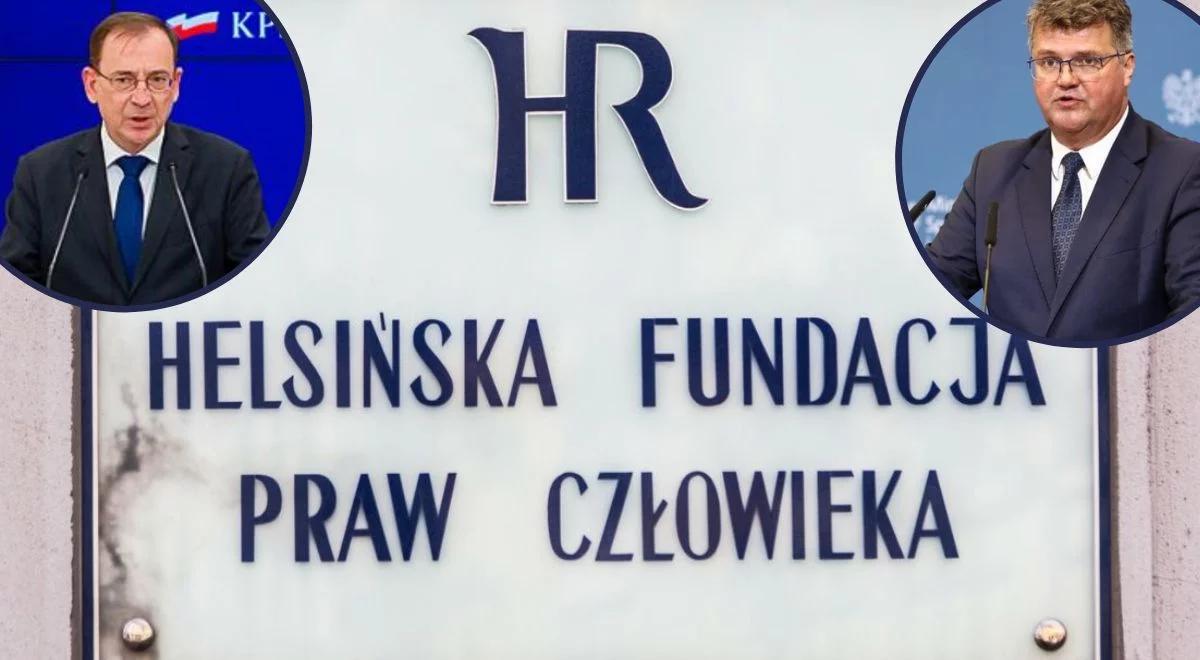 KP
HR
HELSIŃSKA FUNDACJA
PRAW CZŁOWIEKA